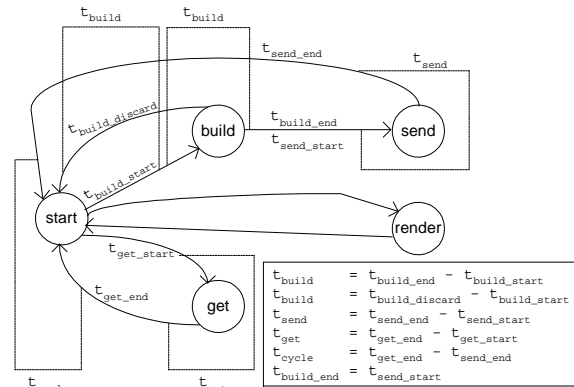 t_build t_build
t_send_end
t_send
t_build_discard
build
t_build_end
send
t_send_start
t_build_start
start
render
t_get_start
t_get_end
get
t_build = t_build_end - t_build_start
t_build = t_build_discard - t_build_start
t_send = t_send_end - t_send_start
t_get = t_get_end - t_get_start
t_cycle = t_get_end - t_send_end
t_build_end = t_send_start